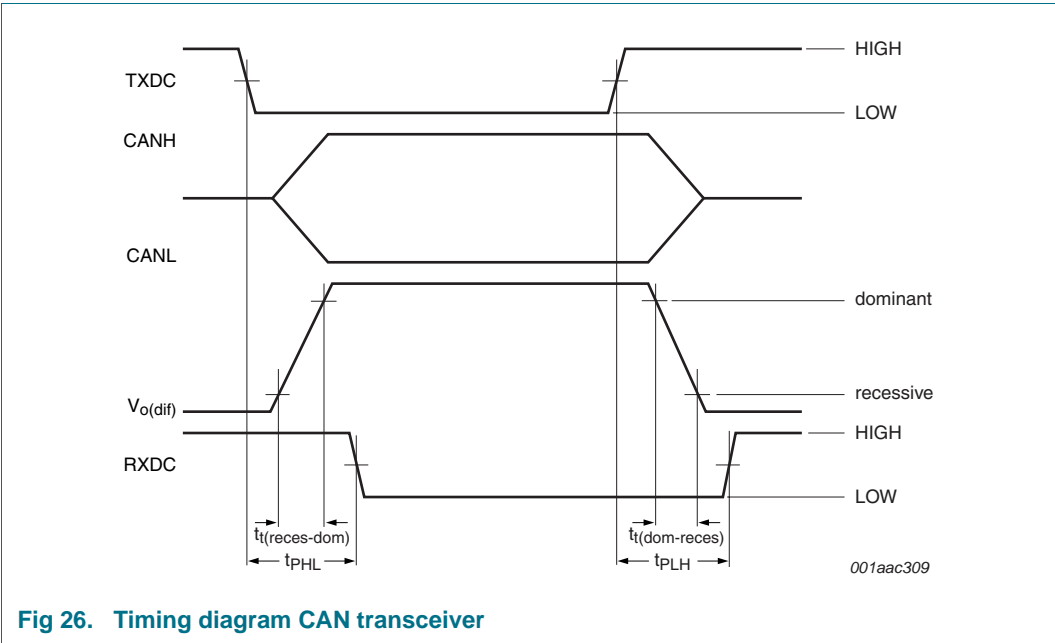 TXDC
HIGH
LOW
CANH
CANL
dominant
recessive
Vo(dif)
HIGH
RXDC
LOW
tt(reces-dom)
tt(dom-reces)
tPHL
tPLH
001aac309
Fig 26. Timing diagram CAN transceiver